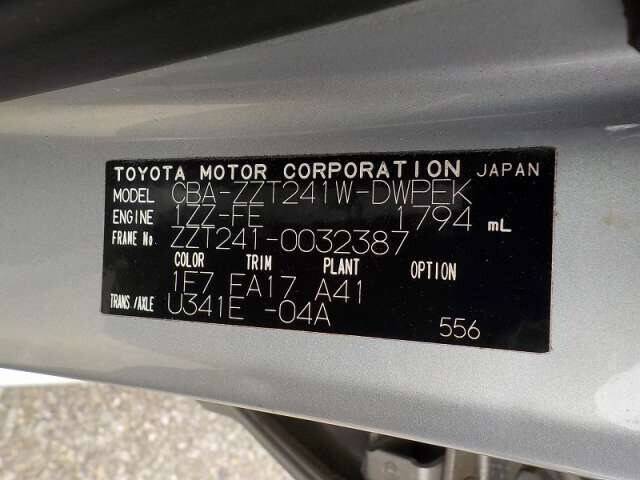 TOYOTA MOTOR CORPORATION JAPAN
MODEL CBA-ZZT241W-DWPEK
ENGINE 1ZZ-FE 1794 mL
FRAME No. ZZT241-0032387
COLOR TRIM PLANT OPTION
1F7 FA17 A41
TRANS/AXLE U341E -04A
556